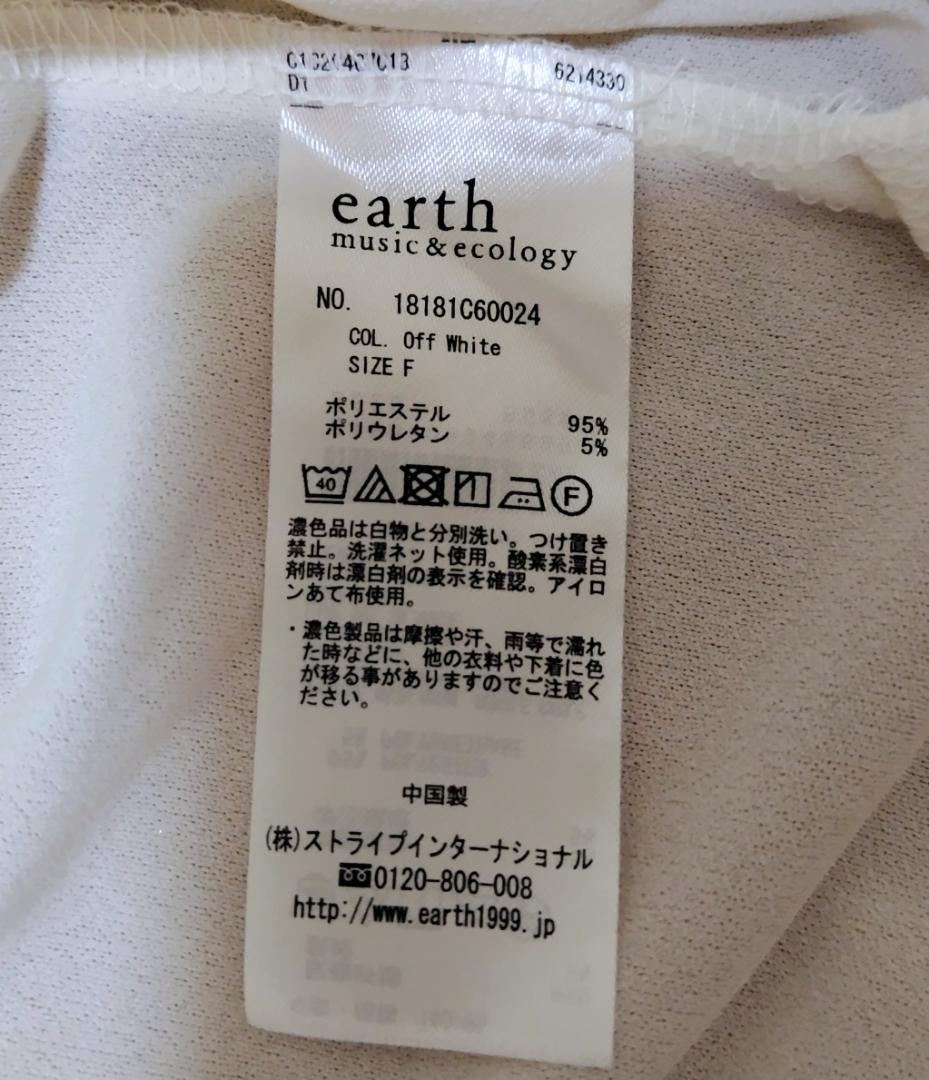 D1
earth
music&ecology
NO. 18181C60024
COL. Off White
SIZE F
ポリエステル 95%
ポリウレタン 5%
40 F
濃色品は白物と分別洗い。つけ置き
禁止。洗濯ネット使用。酸素系漂白
剤時は漂白剤の表示を確認。アイロ
ンあて布使用。
・濃色製品は摩擦や汗、雨等で濡れ
た時などに、他の衣料や下着に色
が移る事がありますのでご注意く
ださい。
中国製
(株)ストライプインターナショナル
0120-806-008
http://www.earth1999.jp